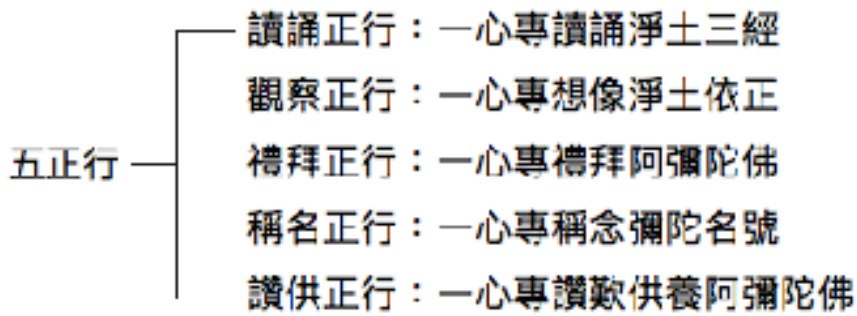 讀誦正行：一心專讀誦淨土三經
觀察正行：一心專想像淨土依正
五正行
禮拜正行：一心專禮拜阿彌陀佛
稱名正行：一心專稱念彌陀名號
讚供正行：一心專讚歎供養阿彌陀佛